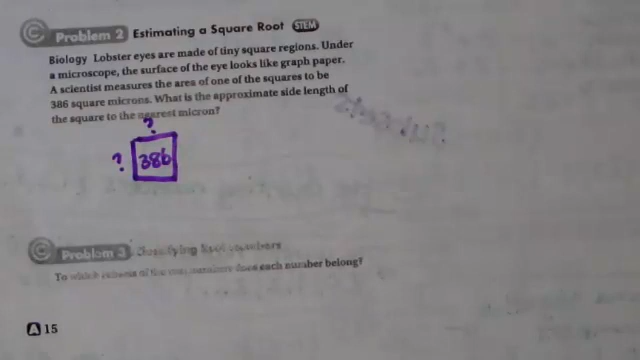 Problem 2 Estimating a Square Root STEM
Biology Lobster eyes are made of tiny square regions. Under
a microscope, the surface of the eye looks like graph paper.
A scientist measures the area of one of the squares to be
386 square microns. What is the approximate side length of
the square to the nearest micron?
?
? 386
Problem 3 Classifying Real Numbers
To which subsets of the real numbers does each number belong?
A 15